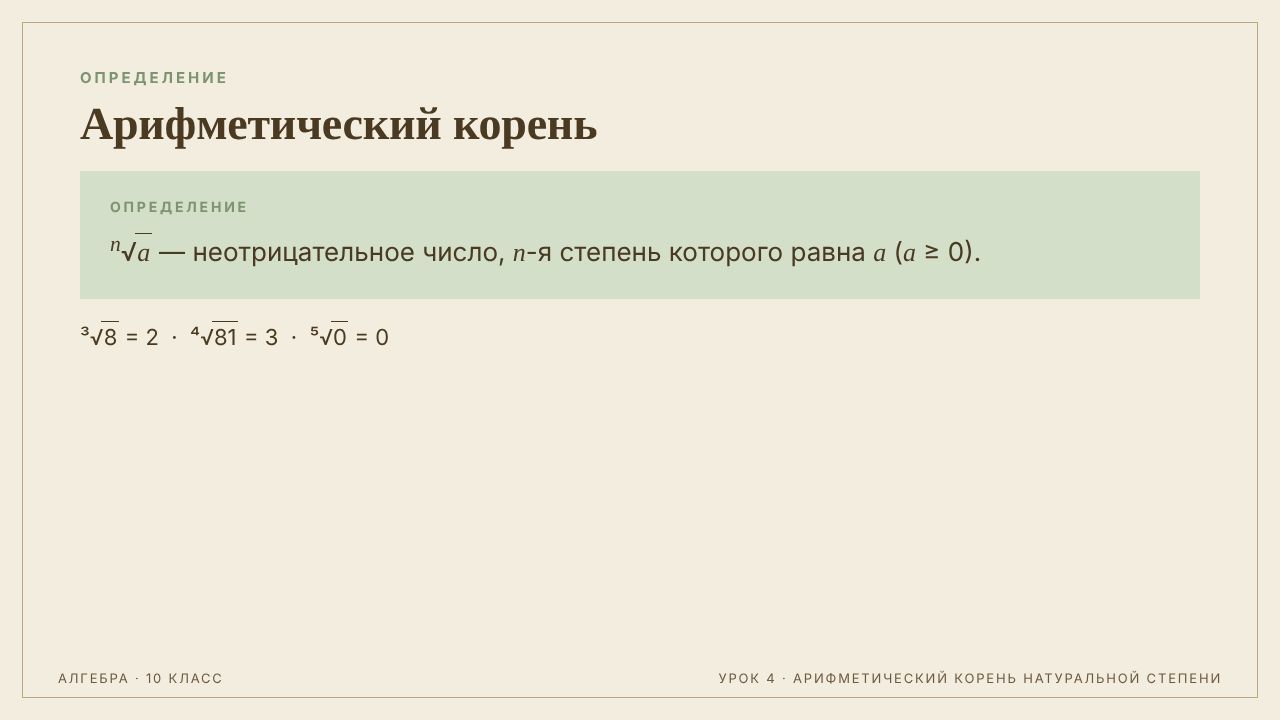 ОПРЕДЕЛЕНИЕ
Арифметический корень
ОПРЕДЕЛЕНИЕ
ⁿ√a — неотрицательное число, n-я степень которого равна a (a ≥ 0).
³√8 = 2 · ⁴√81 = 3 · ⁵√0 = 0
АЛГЕБРА · 10 КЛАСС
УРОК 4 · АРИФМЕТИЧЕСКИЙ КОРЕНЬ НАТУРАЛЬНОЙ СТЕПЕНИ